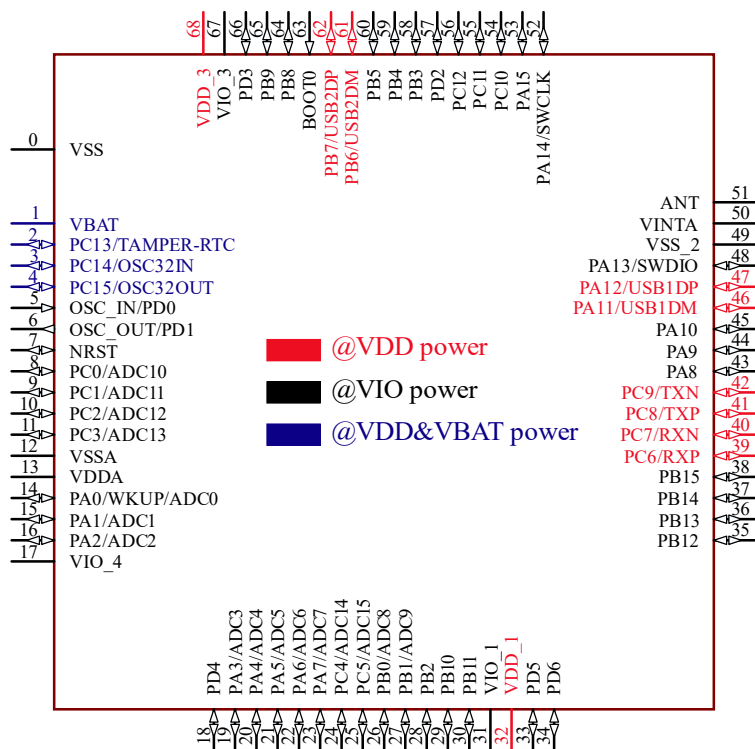 68 67 66 65 64 63 62 61 60 59 58 57 56 55 54 53 52
VDD_3
VIO_3
PD3
PB9
PB8
BOOT0
PB7/USB2DP
PB6/USB2DM
PB5
PB4
PB3
PD2
PC12
PC11
PC10
PA15
PA14/SWCLK
0 VSS
1 VBAT
2 PC13/TAMPER-RTC
3 PC14/OSC32IN
4 PC15/OSC32OUT
5 OSC_IN/PD0
6 OSC_OUT/PD1
7 NRST
8 PC0/ADC10
9 PC1/ADC11
10 PC2/ADC12
11 PC3/ADC13
12 VSSA
13 VDDA
14 PA0/WKUP/ADC0
15 PA1/ADC1
16 PA2/ADC2
17 VIO_4
@VDD power
@VIO power
@VDD&VBAT power
ANT 51
VINTA 50
VSS_2 49
PA13/SWDIO 48
PA12/USB1DP 47
PA11/USB1DM 46
PA10 45
PA9 44
PA8 43
PC9/TXN 42
PC8/TXP 41
PC7/RXN 40
PC6/RXP 39
PB15 38
PB14 37
PB13 36
PB12 35
PD4
PA3/ADC3
PA4/ADC4
PA5/ADC5
PA6/ADC6
PA7/ADC7
PC4/ADC14
PC5/ADC15
PB0/ADC8
PB1/ADC9
PB2
PB10
PB11
VIO_1
VDD_1
PD5
PD6
18 19 20 21 22 23 24 25 26 27 28 29 30 31 32 33 34